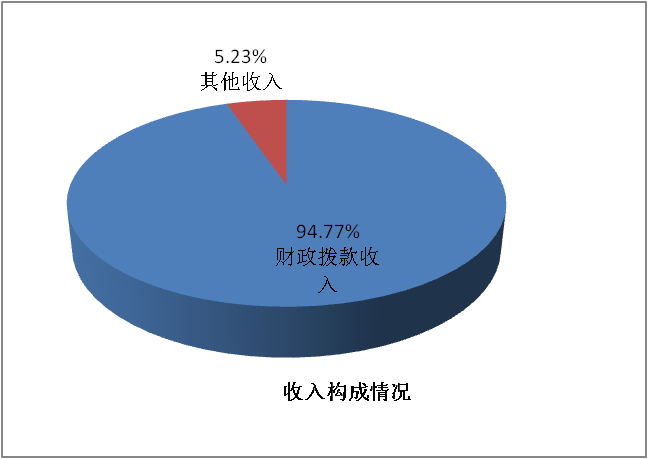 5.23%
其他收入
94.77%
财政拨款收
入
收入构成情况